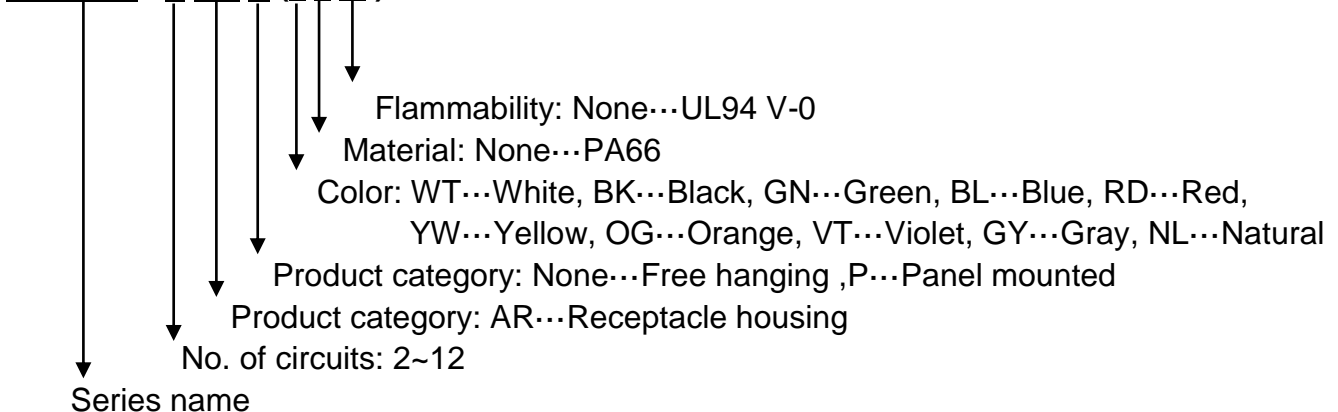 Flammability: None⋯UL94 V-0
Material: None⋯PA66
Color: WT⋯White, BK⋯Black, GN⋯Green, BL⋯Blue, RD⋯Red,
YW⋯Yellow, OG⋯Orange, VT⋯Violet, GY⋯Gray, NL⋯Natural
Product category: None⋯Free hanging ,P⋯Panel mounted
Product category: AR⋯Receptacle housing
No. of circuits: 2~12
Series name